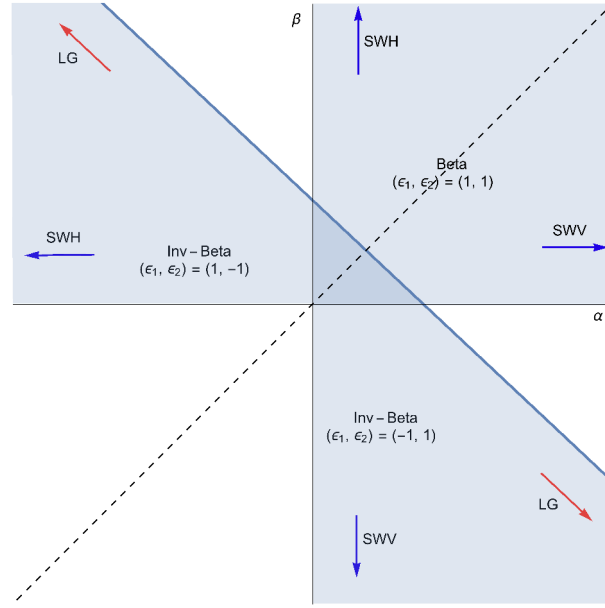 β
SWH
LG
Beta
(ϵ₁, ϵ₂) = (1, 1)
SWH
SWV
Inv – Beta
(ϵ₁, ϵ₂) = (1, -1)
α
Inv – Beta
(ϵ₁, ϵ₂) = (-1, 1)
LG
SWV